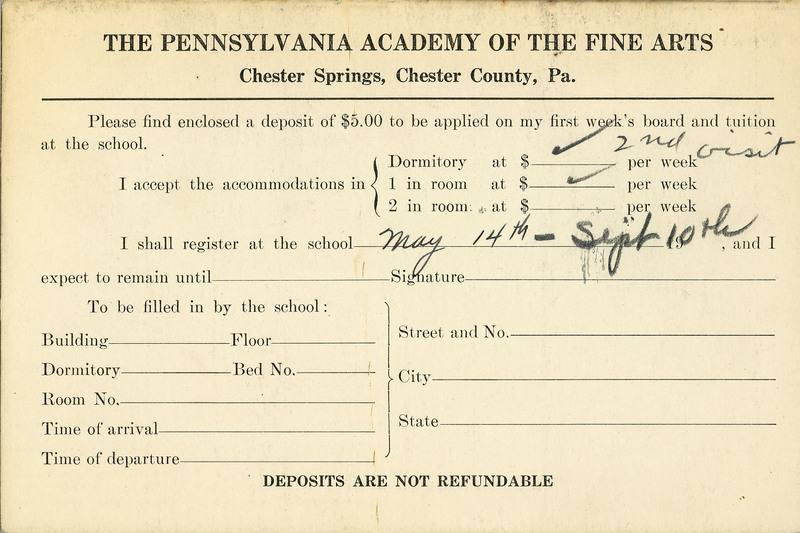 THE PENNSYLVANIA ACADEMY OF THE FINE ARTS
Chester Springs, Chester County, Pa.
Please find enclosed a deposit of $5.00 to be applied on my first week's board and tuition
at the school.
2nd visit
Dormitory at $ per week
I accept the accommodations in 1 in room at $ per week
2 in room at $ per week
I shall register at the school May 14th - Sept 10th 19 , and I
expect to remain until Signature
To be filled in by the school:
Building Floor
Dormitory Bed No.
Room No.
Time of arrival
Time of departure
Street and No.
City
State
DEPOSITS ARE NOT REFUNDABLE